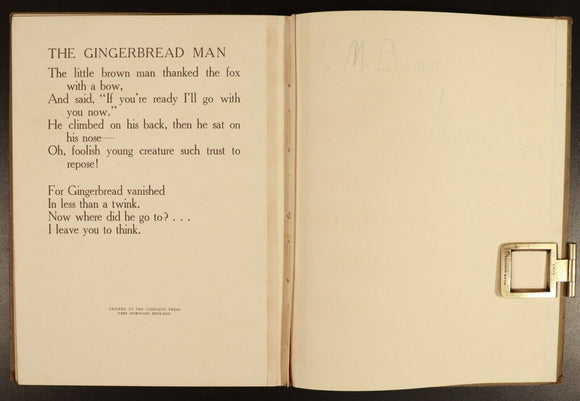 THE GINGERBREAD MAN
The little brown man thanked the fox
with a bow,
And said, “If you're ready I'll go with
you now.”
He climbed on his back, then he sat on
his nose—
Oh, foolish young creature such trust to
repose!
For Gingerbread vanished
In less than a twink.
Now where did he go to? . . .
I leave you to think.
PRINTED AT THE COMPLETE PRESS
WEST NORWOOD ENGLAND
A. M.